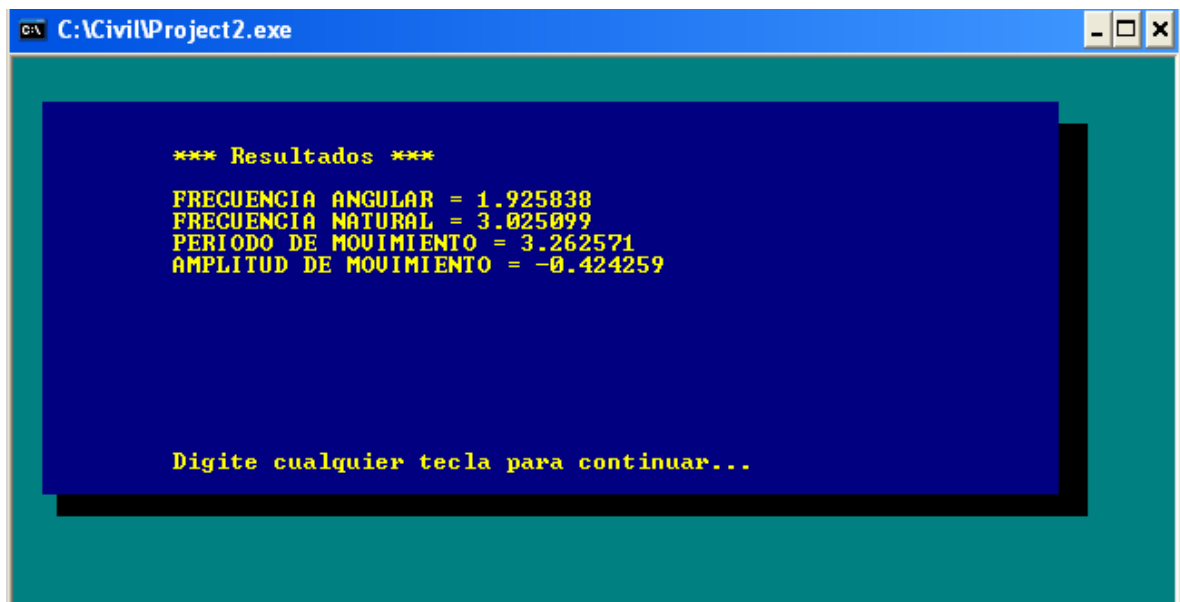 C:\Civil\Project2.exe
*** Resultados ***
FRECUENCIA ANGULAR = 1.925838
FRECUENCIA NATURAL = 3.025099
PERIODO DE MOVIMIENTO = 3.262571
AMPLITUD DE MOVIMIENTO = -0.424259
Digite cualquier tecla para continuar...